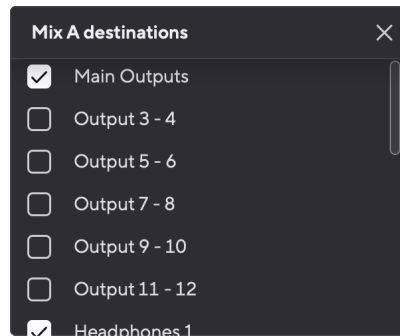 Mix A destinations
Main Outputs
Output 3 - 4
Output 5 - 6
Output 7 - 8
Output 9 - 10
Output 11 - 12
Headphones 1